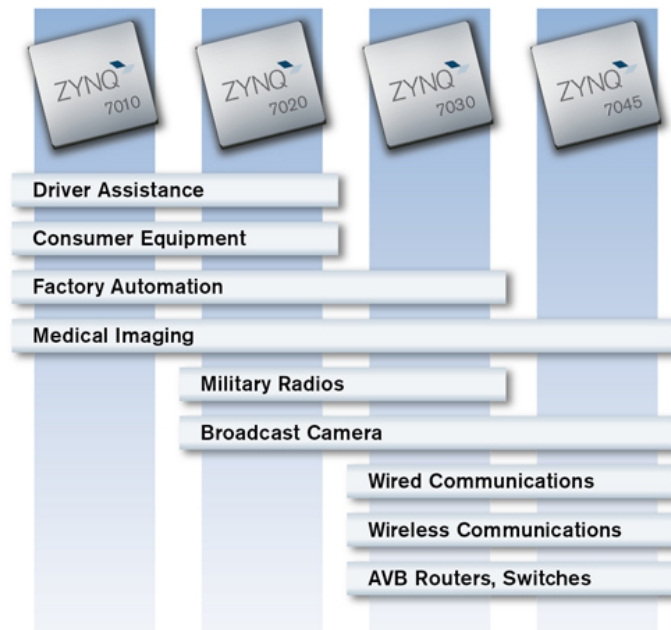 ZYNQ
7010
ZYNQ
7020
ZYNQ
7030
ZYNQ
7045
Driver Assistance
Consumer Equipment
Factory Automation
Medical Imaging
Military Radios
Broadcast Camera
Wired Communications
Wireless Communications
AVB Routers, Switches